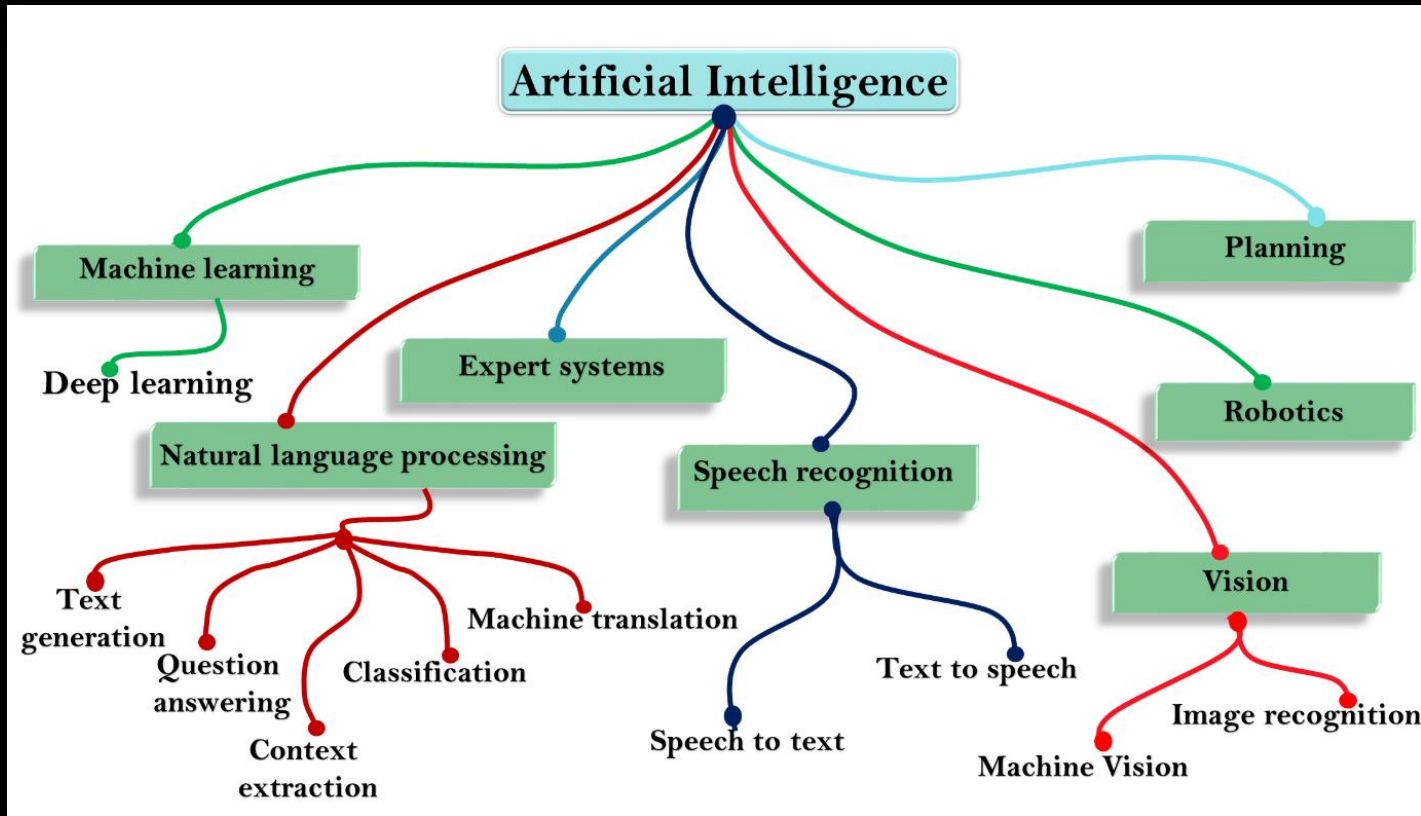 Artificial Intelligence
Machine learning
Planning
Deep learning
Expert systems
Robotics
Natural language processing
Speech recognition
Vision
Text
generation
Question
answering
Context
extraction
Classification
Machine translation
Speech to text
Text to speech
Machine Vision
Image recognition